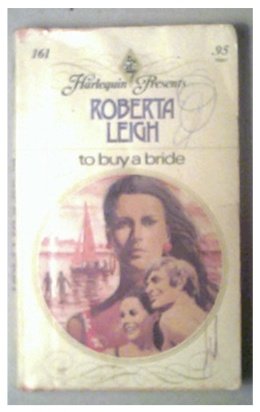 161
.95
Harlequin Presents
ROBERTA
LEIGH
to buy a bride